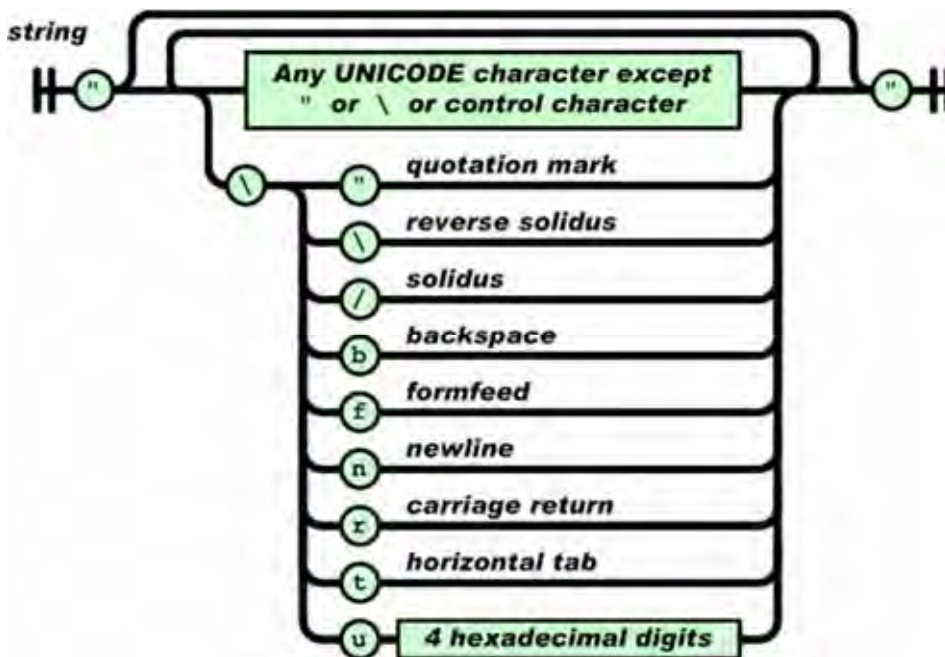 string
"
Any UNICODE character except
" or \ or control character
"
\
" quotation mark
\ reverse solidus
/ solidus
b backspace
f formfeed
n newline
r carriage return
t horizontal tab
u 4 hexadecimal digits